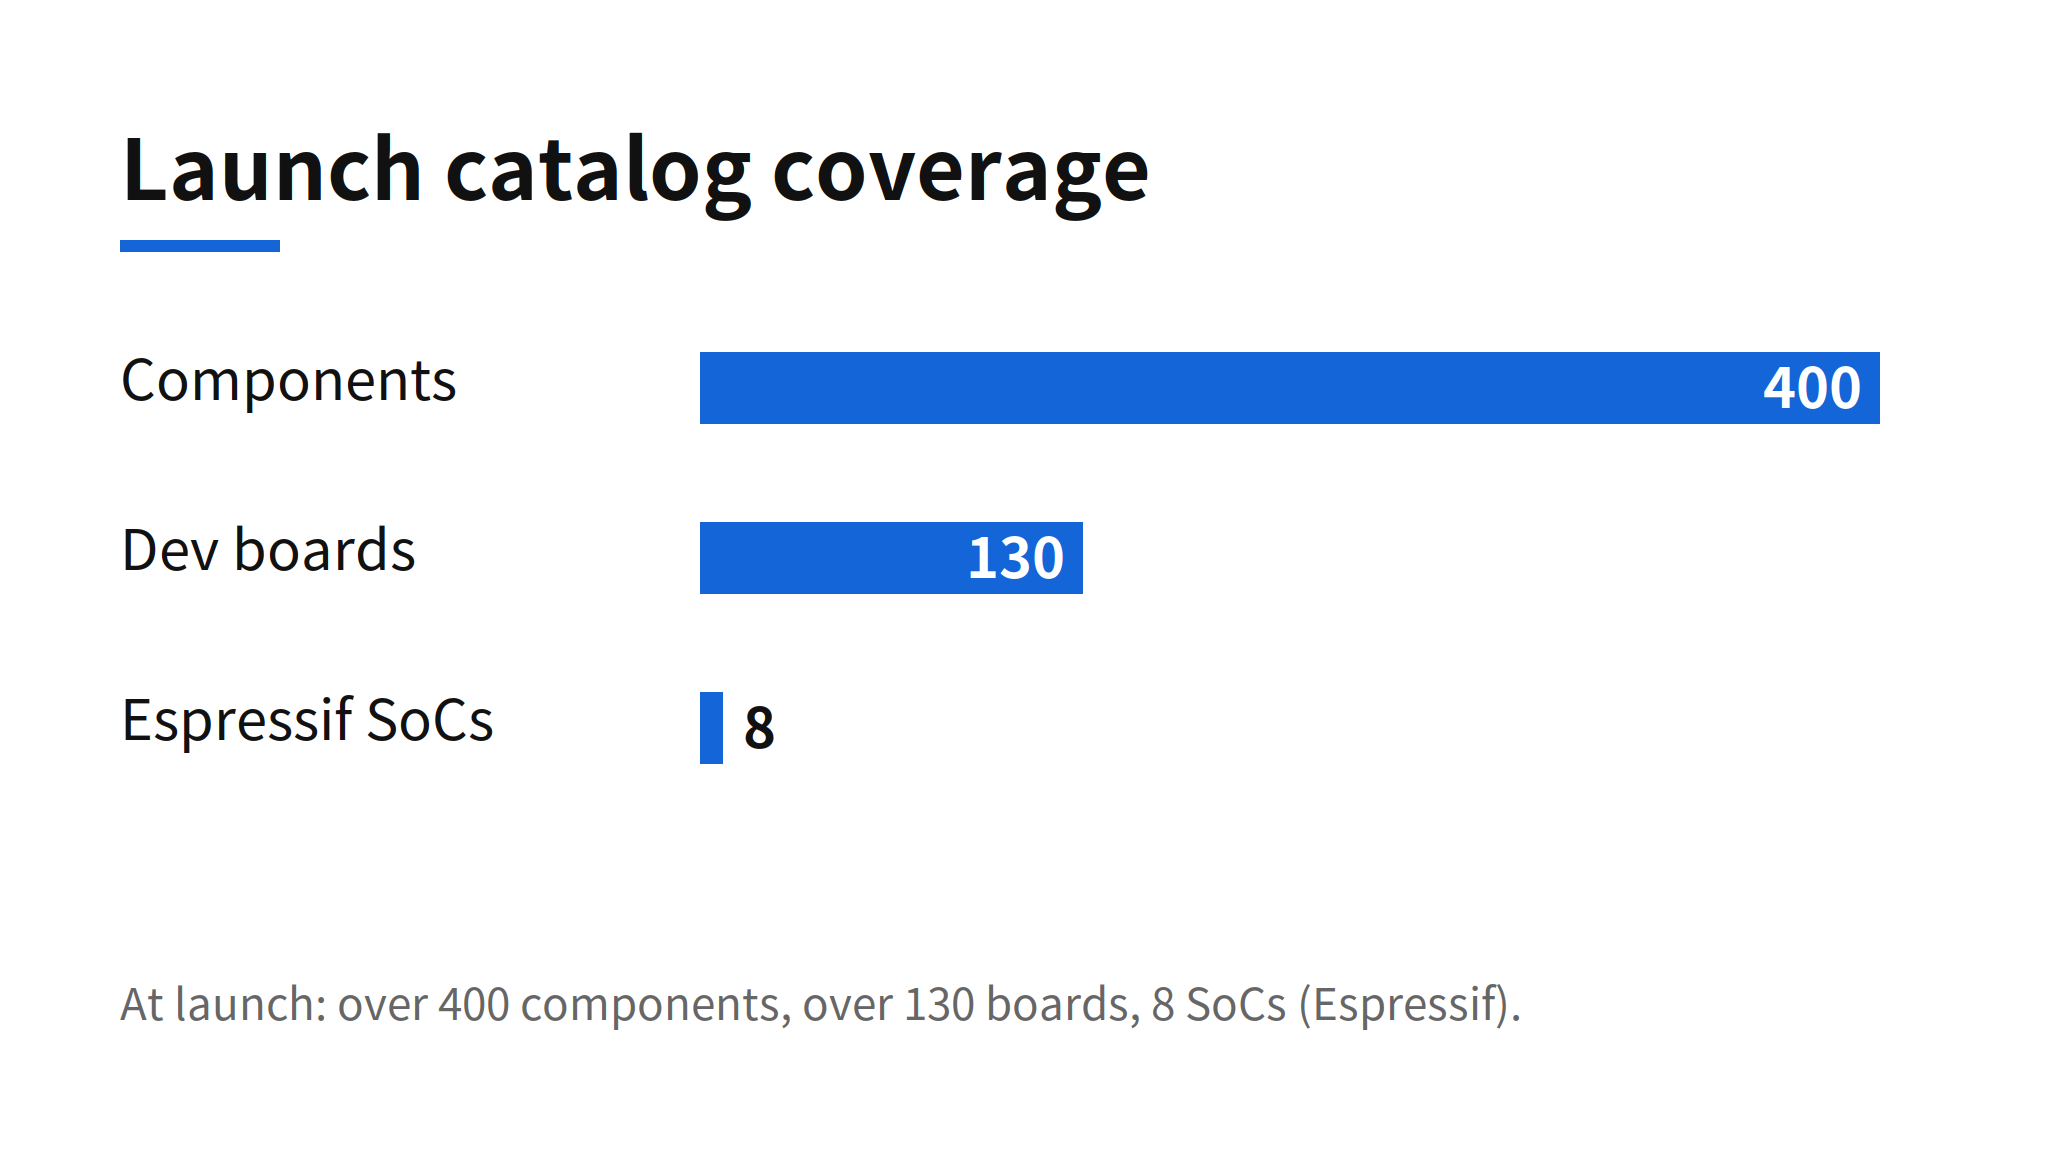 Launch catalog coverage
Components 400
Dev boards 130
Espressif SoCs 8
At launch: over 400 components, over 130 boards, 8 SoCs (Espressif).